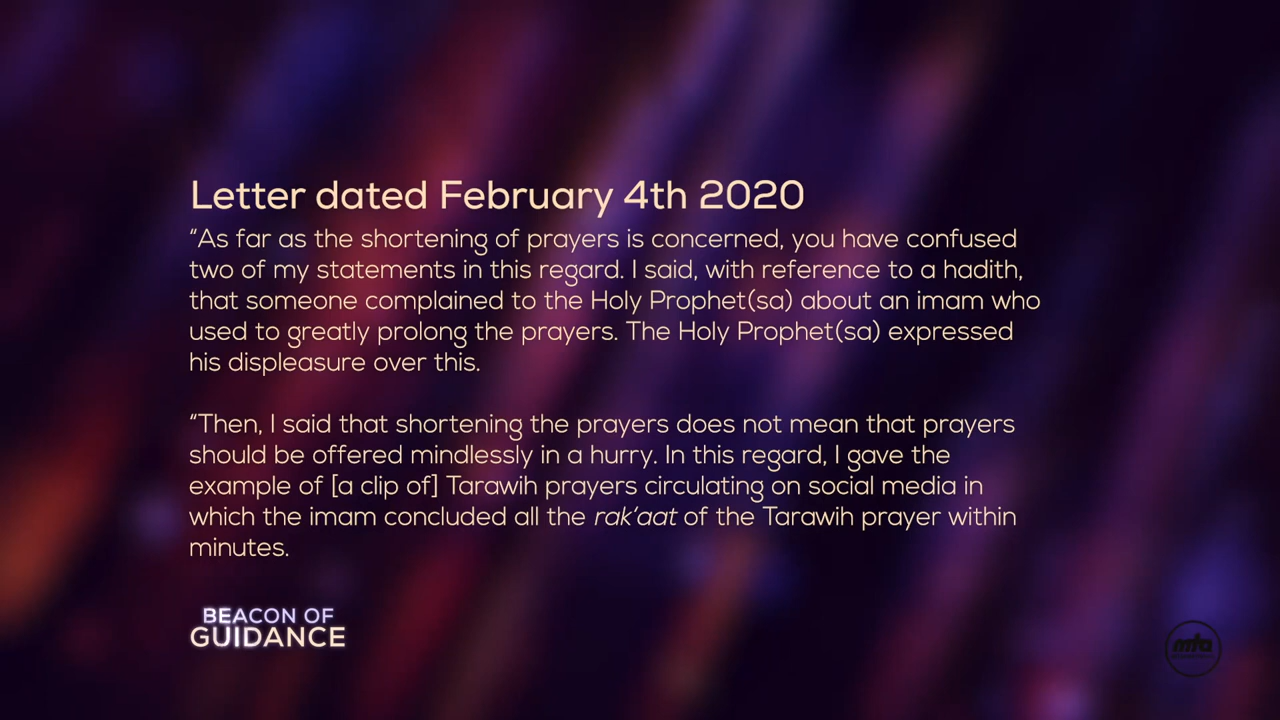 Letter dated February 4th 2020
“As far as the shortening of prayers is concerned, you have confused
two of my statements in this regard. I said, with reference to a hadith,
that someone complained to the Holy Prophet(sa) about an imam who
used to greatly prolong the prayers. The Holy Prophet(sa) expressed
his displeasure over this.
“Then, I said that shortening the prayers does not mean that prayers
should be offered mindlessly in a hurry. In this regard, I gave the
example of [a clip of] Tarawih prayers circulating on social media in
which the imam concluded all the rak’aat of the Tarawih prayer within
minutes.
BEACON OF
GUIDANCE
mta